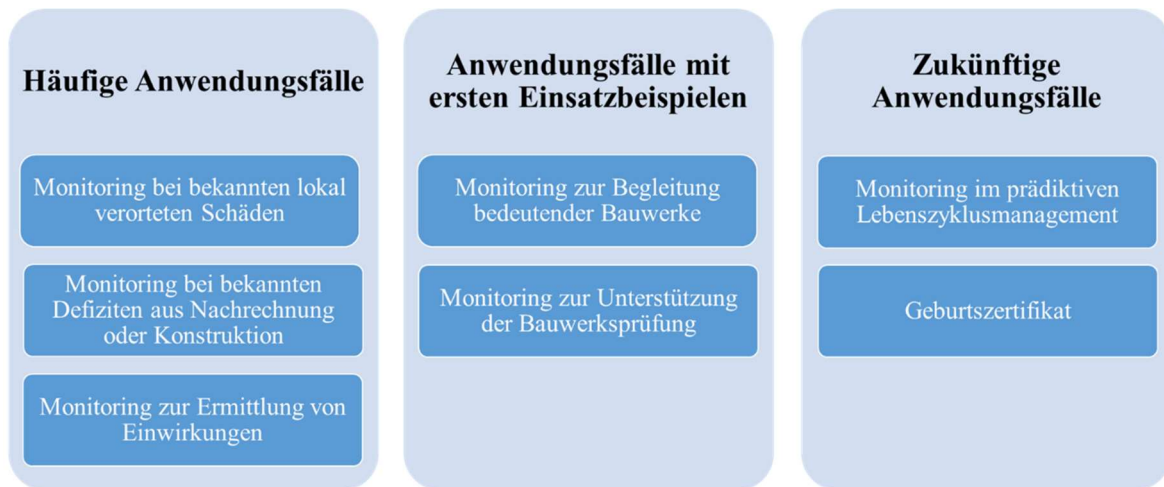 Häufige Anwendungsfälle
Monitoring bei bekannten lokal
verorteten Schäden
Monitoring bei bekannten
Defiziten aus Nachrechnung
oder Konstruktion
Monitoring zur Ermittlung von
Einwirkungen
Anwendungsfälle mit
ersten Einsatzbeispielen
Monitoring zur Begleitung
bedeutender Bauwerke
Monitoring zur Unterstützung
der Bauwerksprüfung
Zukünftige
Anwendungsfälle
Monitoring im prädiktiven
Lebenszyklusmanagement
Geburtszertifikat